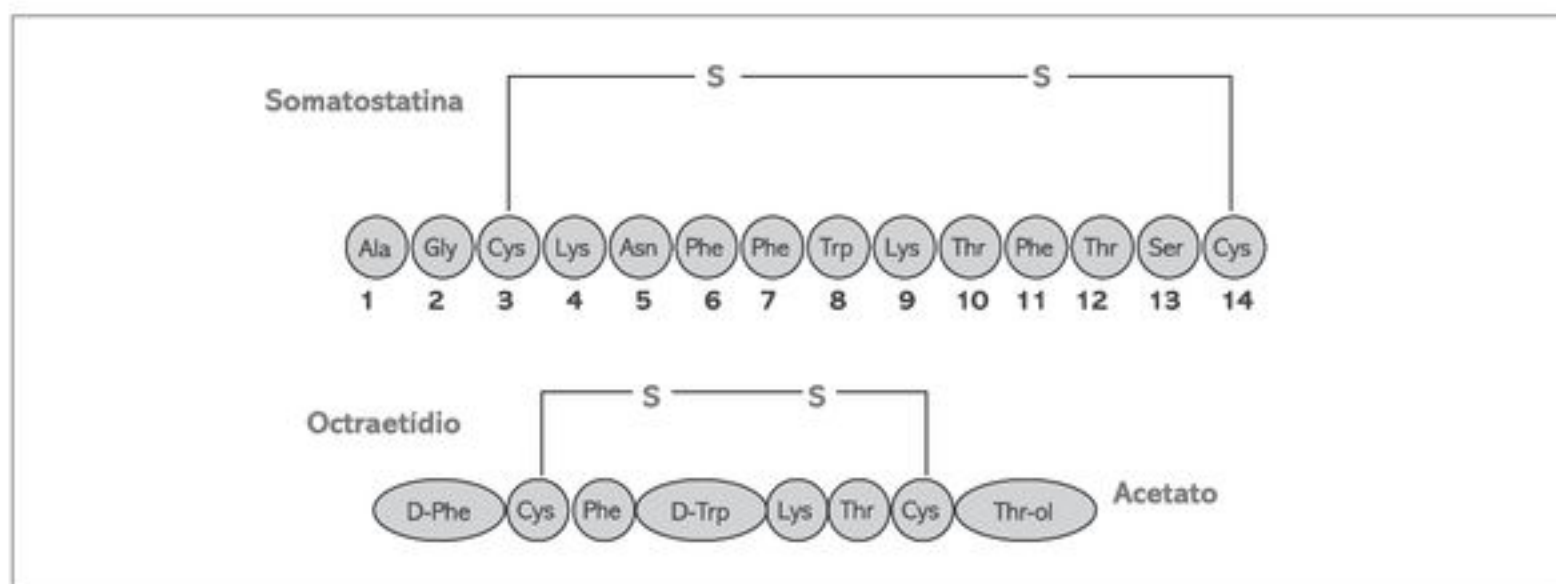 S S
Somatostatina
Ala Gly Cys Lys Asn Phe Phe Trp Lys Thr Phe Thr Ser Cys
1 2 3 4 5 6 7 8 9 10 11 12 13 14
S S
Octraetídio
Acetato
D-Phe Cys Phe D-Trp Lys Thr Cys Thr-ol